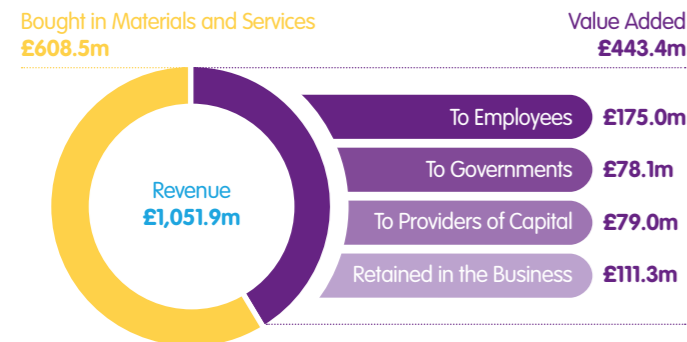 Bought in Materials and Services
£608.5m
Value Added
£443.4m
Revenue
£1,051.9m
To Employees £175.0m
To Governments £78.1m
To Providers of Capital £79.0m
Retained in the Business £111.3m